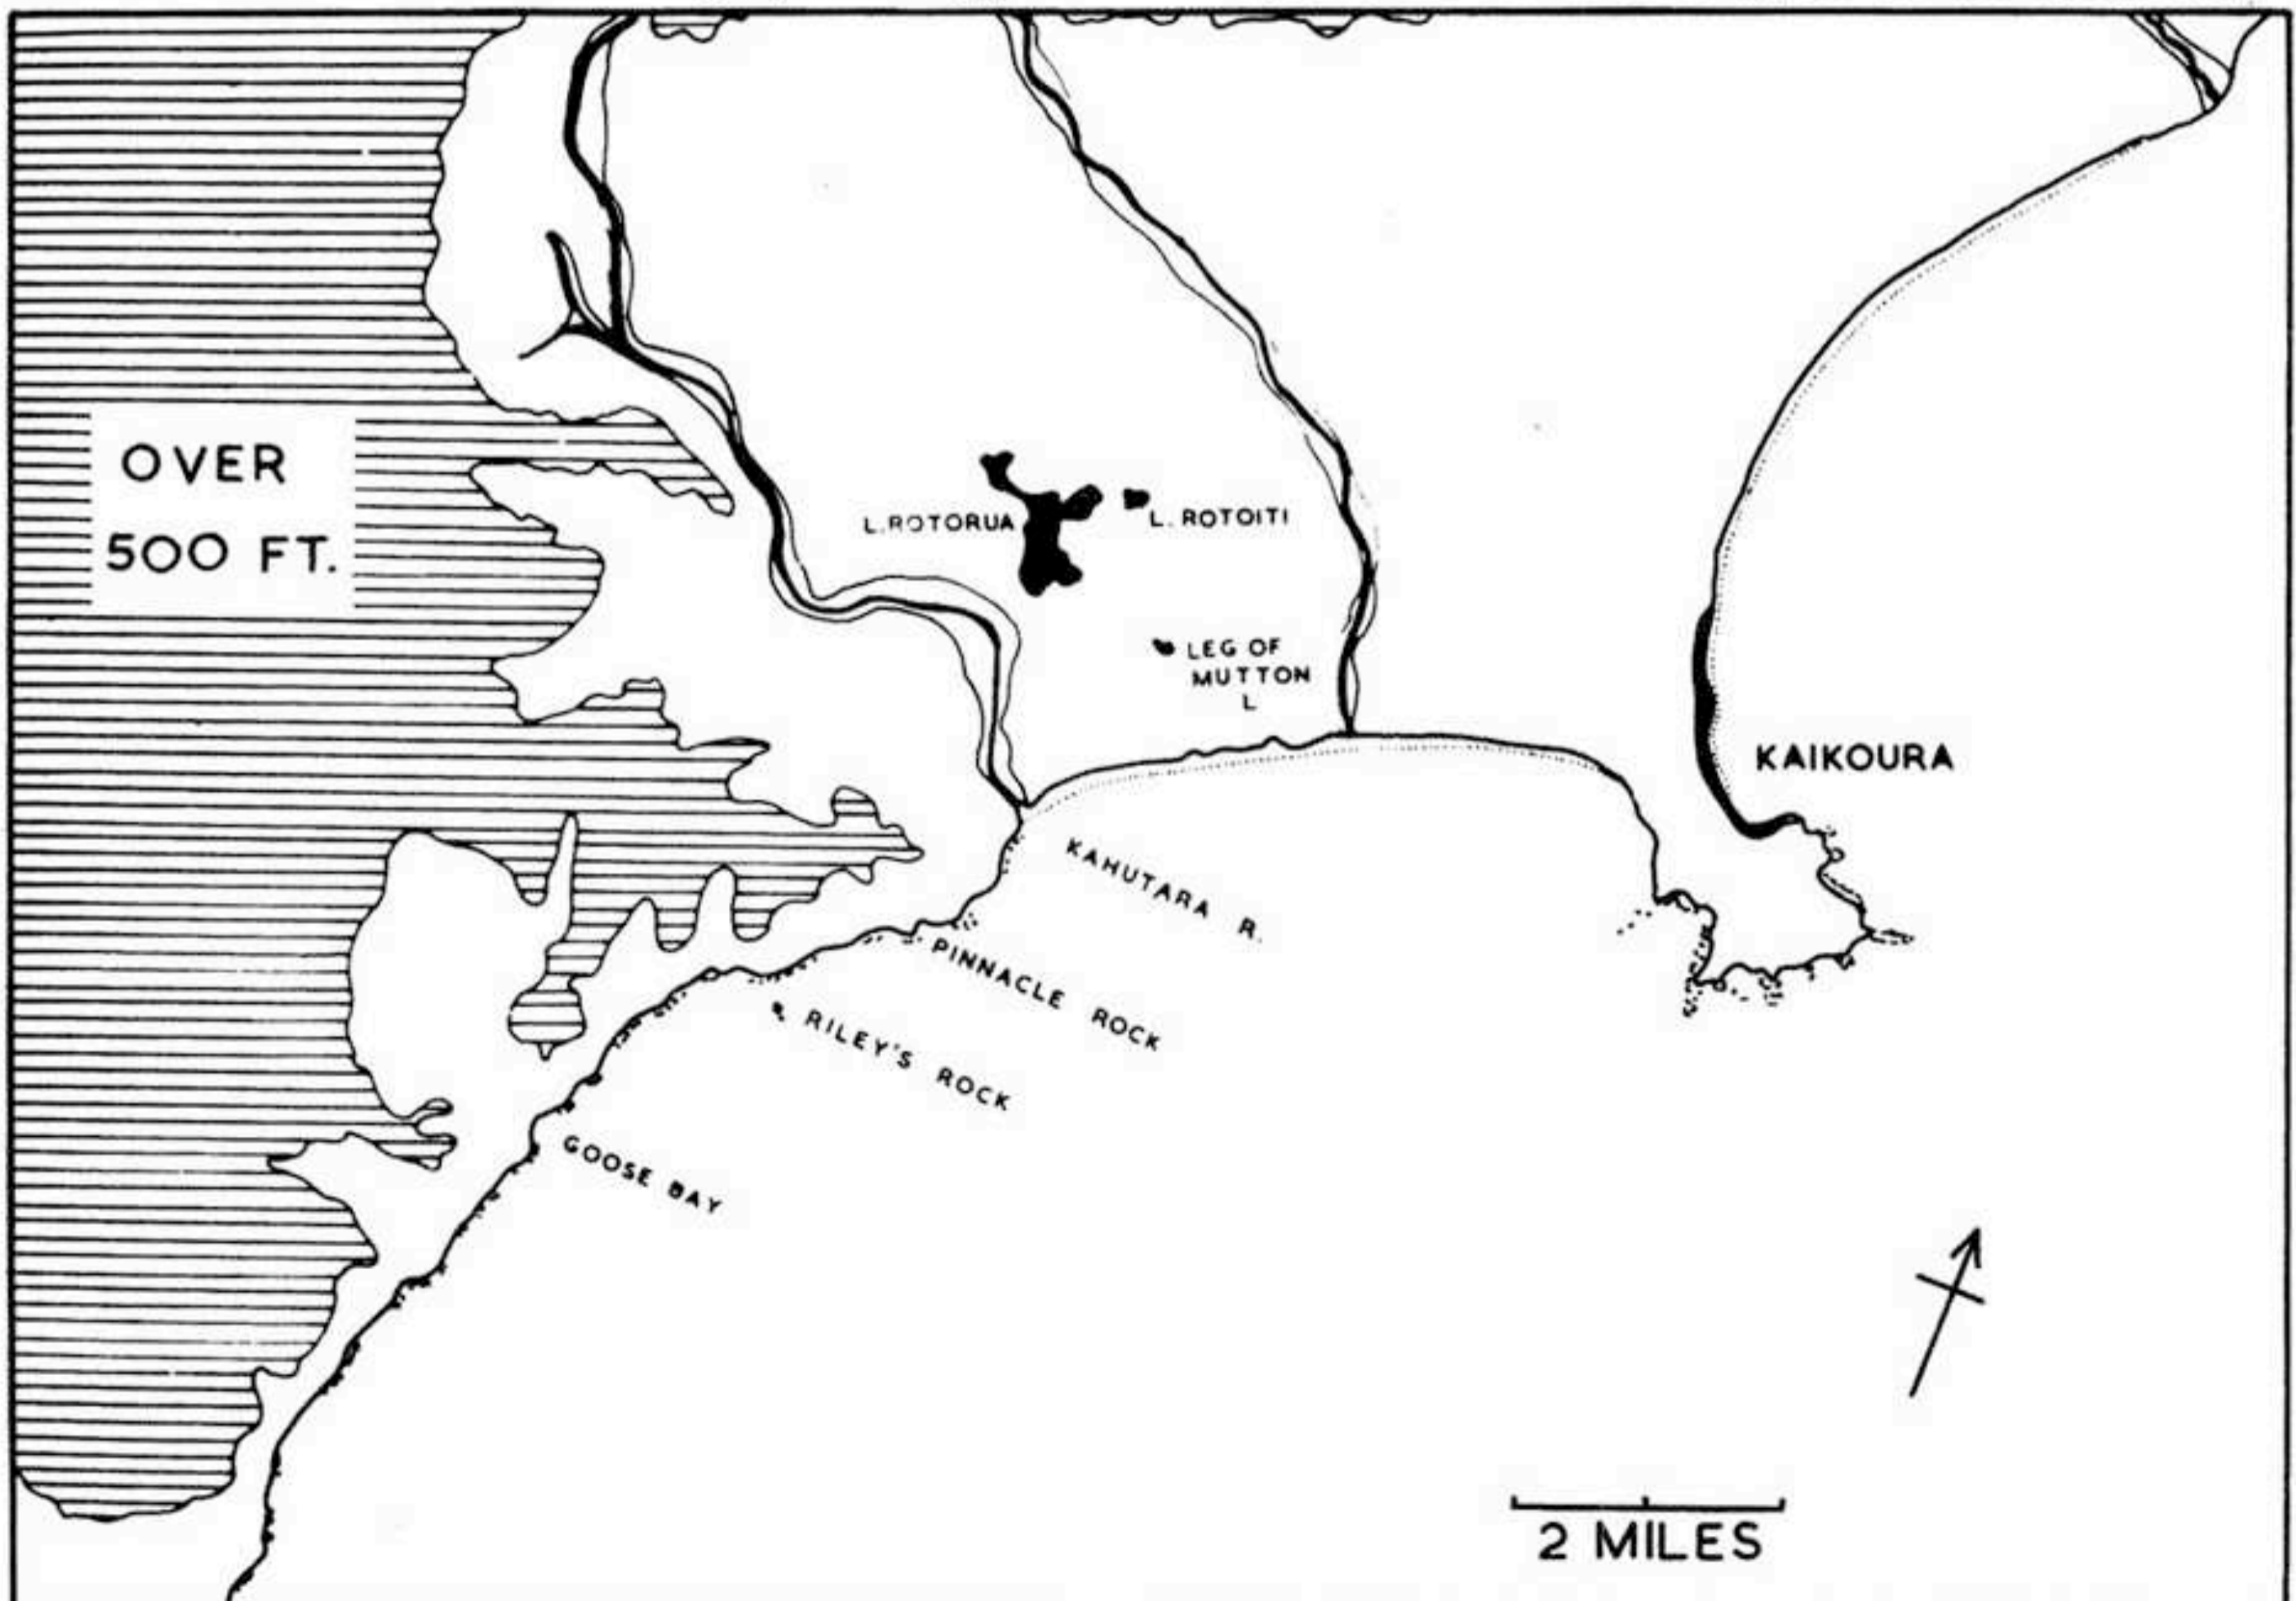 OVER
500 FT.
L. ROTORUA
L. ROTOITI
LEG OF
MUTTON
L
KAIKOURA
KAHUTARA R.
PINNACLE ROCK
RILEY'S ROCK
GOOSE BAY
2 MILES